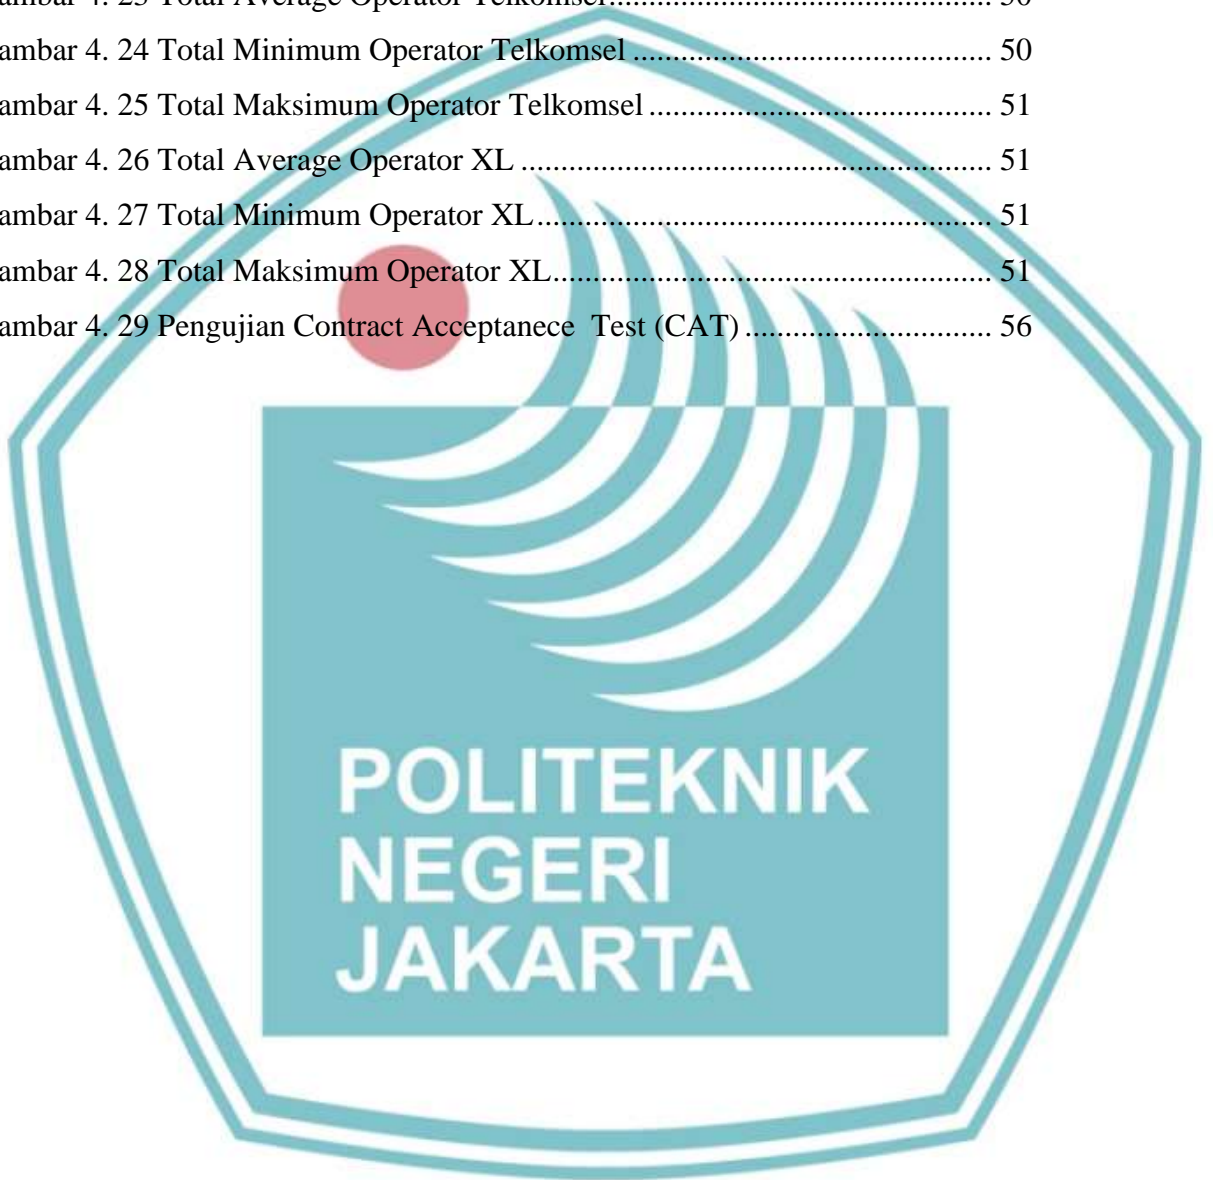 ambar 4. 23 Total Average Operator Telkomsel............................................... 50
ambar 4. 24 Total Minimum Operator Telkomsel ............................................ 50
ambar 4. 25 Total Maksimum Operator Telkomsel .......................................... 51
ambar 4. 26 Total Average Operator XL .......................................................... 51
ambar 4. 27 Total Minimum Operator XL........................................................ 51
ambar 4. 28 Total Maksimum Operator XL...................................................... 51
ambar 4. 29 Pengujian Contract Acceptanece  Test (CAT) .............................. 56
POLITEKNIK
NEGERI
JAKARTA